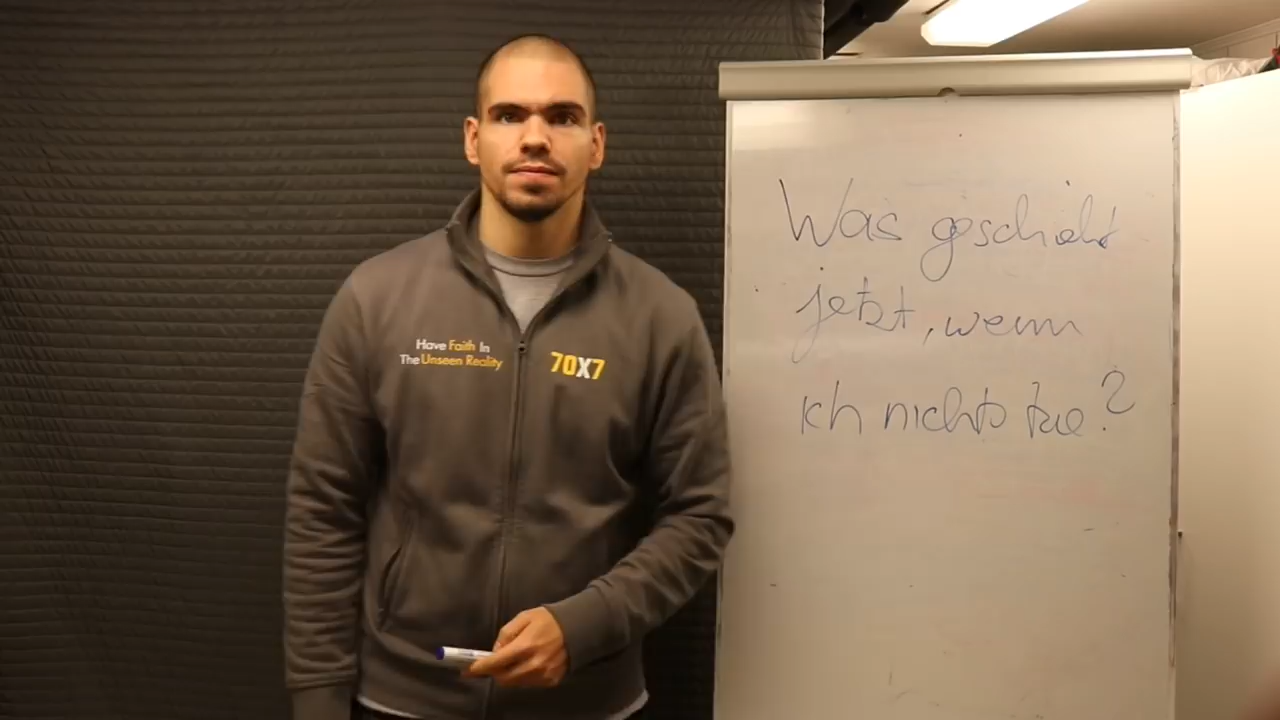 Have Faith In
The Unseen Reality
70X7
Was geschieht
jetzt, wenn
ich nichts tue?